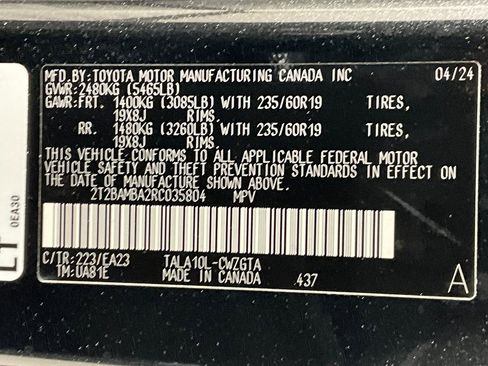 MFD.BY:TOYOTA MOTOR MANUFACTURING CANADA INC 04/24
GVWR:2480KG (5465LB)
GAWR:FRT. 1400KG (3085LB) WITH 235/60R19 TIRES,
19X8J RIMS.
RR. 1480KG (3260LB) WITH 235/60R19 TIRES,
19X8J RIMS.
THIS VEHICLE CONFORMS TO ALL APPLICABLE FEDERAL MOTOR
VEHICLE SAFETY AND THEFT PREVENTION STANDARDS IN EFFECT ON
THE DATE OF MANUFACTURE SHOWN ABOVE.
2T2BAMBA2RC035804 MPV
C/TR:223/EA23 TALA10L-CWZGTA
TM:UA81E MADE IN CANADA 437 A
0EA30